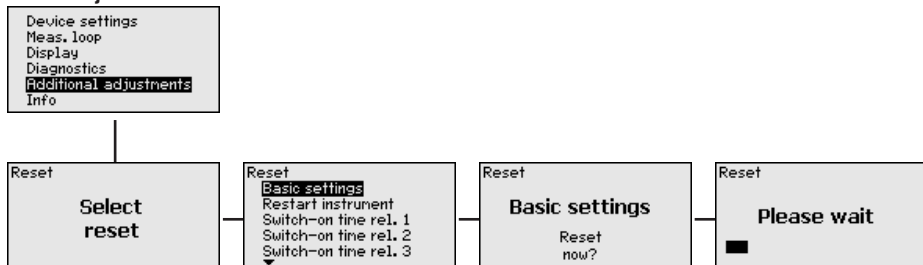 Device settings
Meas. loop
Display
Diagnostics
Additional adjustments
Info
Reset
Select
reset
Reset
Basic settings
Restart instrument
Switch-on time rel. 1
Switch-on time rel. 2
Switch-on time rel. 3
Reset
Basic settings
Reset
now?
Reset
Please wait